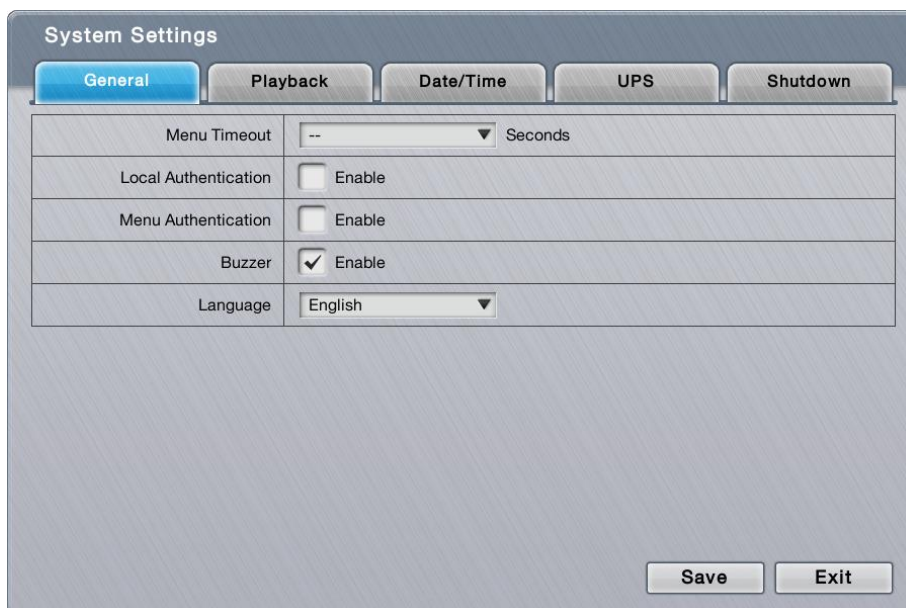 System Settings
General Playback Date/Time UPS Shutdown
Menu Timeout -- Seconds
Local Authentication Enable
Menu Authentication Enable
Buzzer Enable
Language English
Save Exit